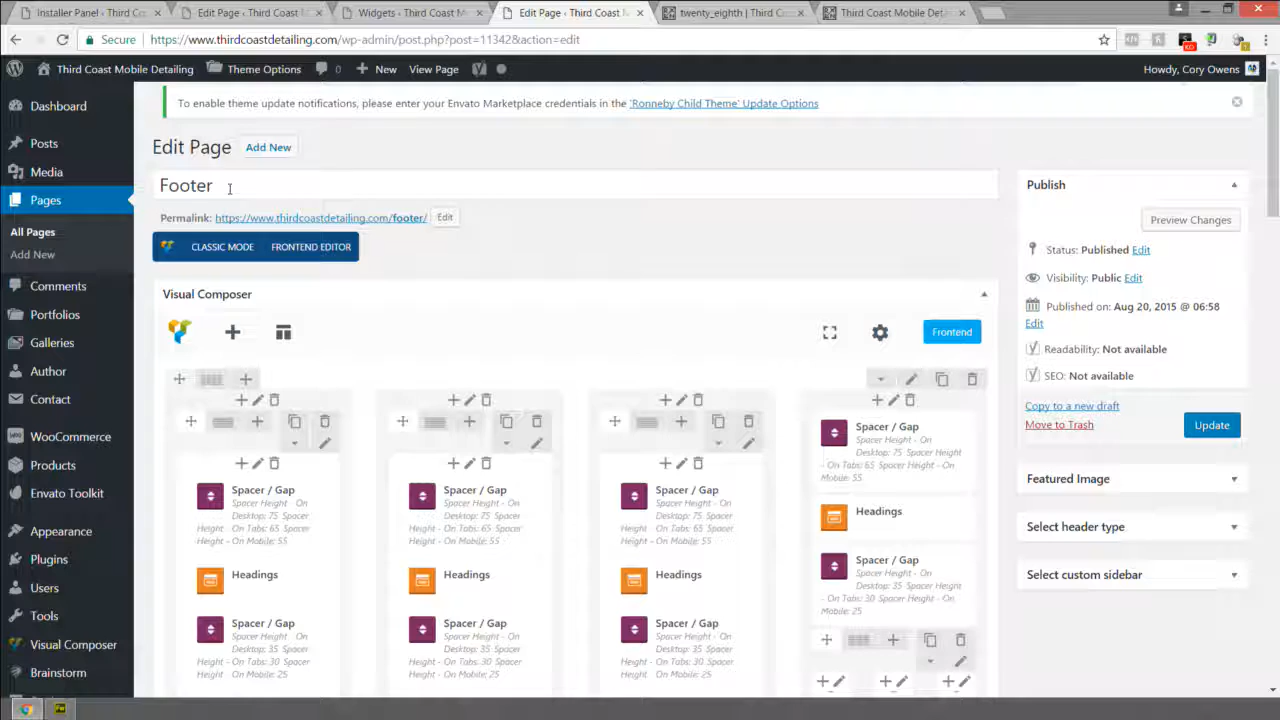 Installer Panel ‹ Third Coast
Edit Page ‹ Third Coast M
Widgets ‹ Third Coast M
Edit Page ‹ Third Coast M
twenty_eighth | Third C
Third Coast Mobile Det
Secure https://www.thirdcoastdetailing.com/wp-admin/post.php?post=11342&action=edit
Third Coast Mobile Detailing Theme Options 0 New View Page Howdy, Cory Owens
To enable theme update notifications, please enter your Envato Marketplace credentials in the 'Ronneby Child Theme' Update Options
Dashboard
Posts
Media
Pages
All Pages
Add New
Comments
Portfolios
Galleries
Author
Contact
WooCommerce
Products
Envato Toolkit
Appearance
Plugins
Users
Tools
Visual Composer
Brainstorm
Edit Page Add New
Footer
Permalink: https://www.thirdcoastdetailing.com/footer/ Edit
CLASSIC MODE FRONTEND EDITOR
Visual Composer
Frontend
Spacer / Gap
Spacer Height - On
Desktop: 75 Spacer
Height - On Tabs: 65 Spacer
Height - On Mobile: 55
Headings
Spacer / Gap
Spacer Height - On
Desktop: 35 Spacer
Height - On Tabs: 30 Spacer
Height - On Mobile: 25
Spacer / Gap
Spacer Height - On
Desktop: 75 Spacer
Height - On Tabs: 65 Spacer
Height - On Mobile: 55
Headings
Spacer / Gap
Spacer Height - On
Desktop: 35 Spacer
Height - On Tabs: 30 Spacer
Height - On Mobile: 25
Spacer / Gap
Spacer Height - On
Desktop: 75 Spacer
Height - On Tabs: 65 Spacer
Height - On Mobile: 55
Headings
Spacer / Gap
Spacer Height - On
Desktop: 35 Spacer
Height - On Tabs: 30 Spacer
Height - On Mobile: 25
Spacer / Gap
Spacer Height - On
Desktop: 75 Spacer Height
- On Tabs: 65 Spacer Height - On
Mobile: 55
Headings
Spacer / Gap
Spacer Height - On
Desktop: 35 Spacer Height
- On Tabs: 30 Spacer Height - On
Mobile: 25
Publish
Preview Changes
Status: Published Edit
Visibility: Public Edit
Published on: Aug 20, 2015 @ 06:58
Edit
Readability: Not available
SEO: Not available
Copy to a new draft
Move to Trash
Update
Featured Image
Select header type
Select custom sidebar